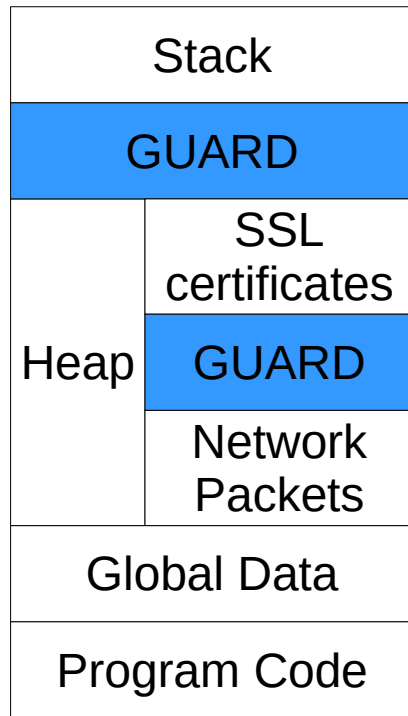 Stack
GUARD
SSL
certificates
Heap
GUARD
Network
Packets
Global Data
Program Code